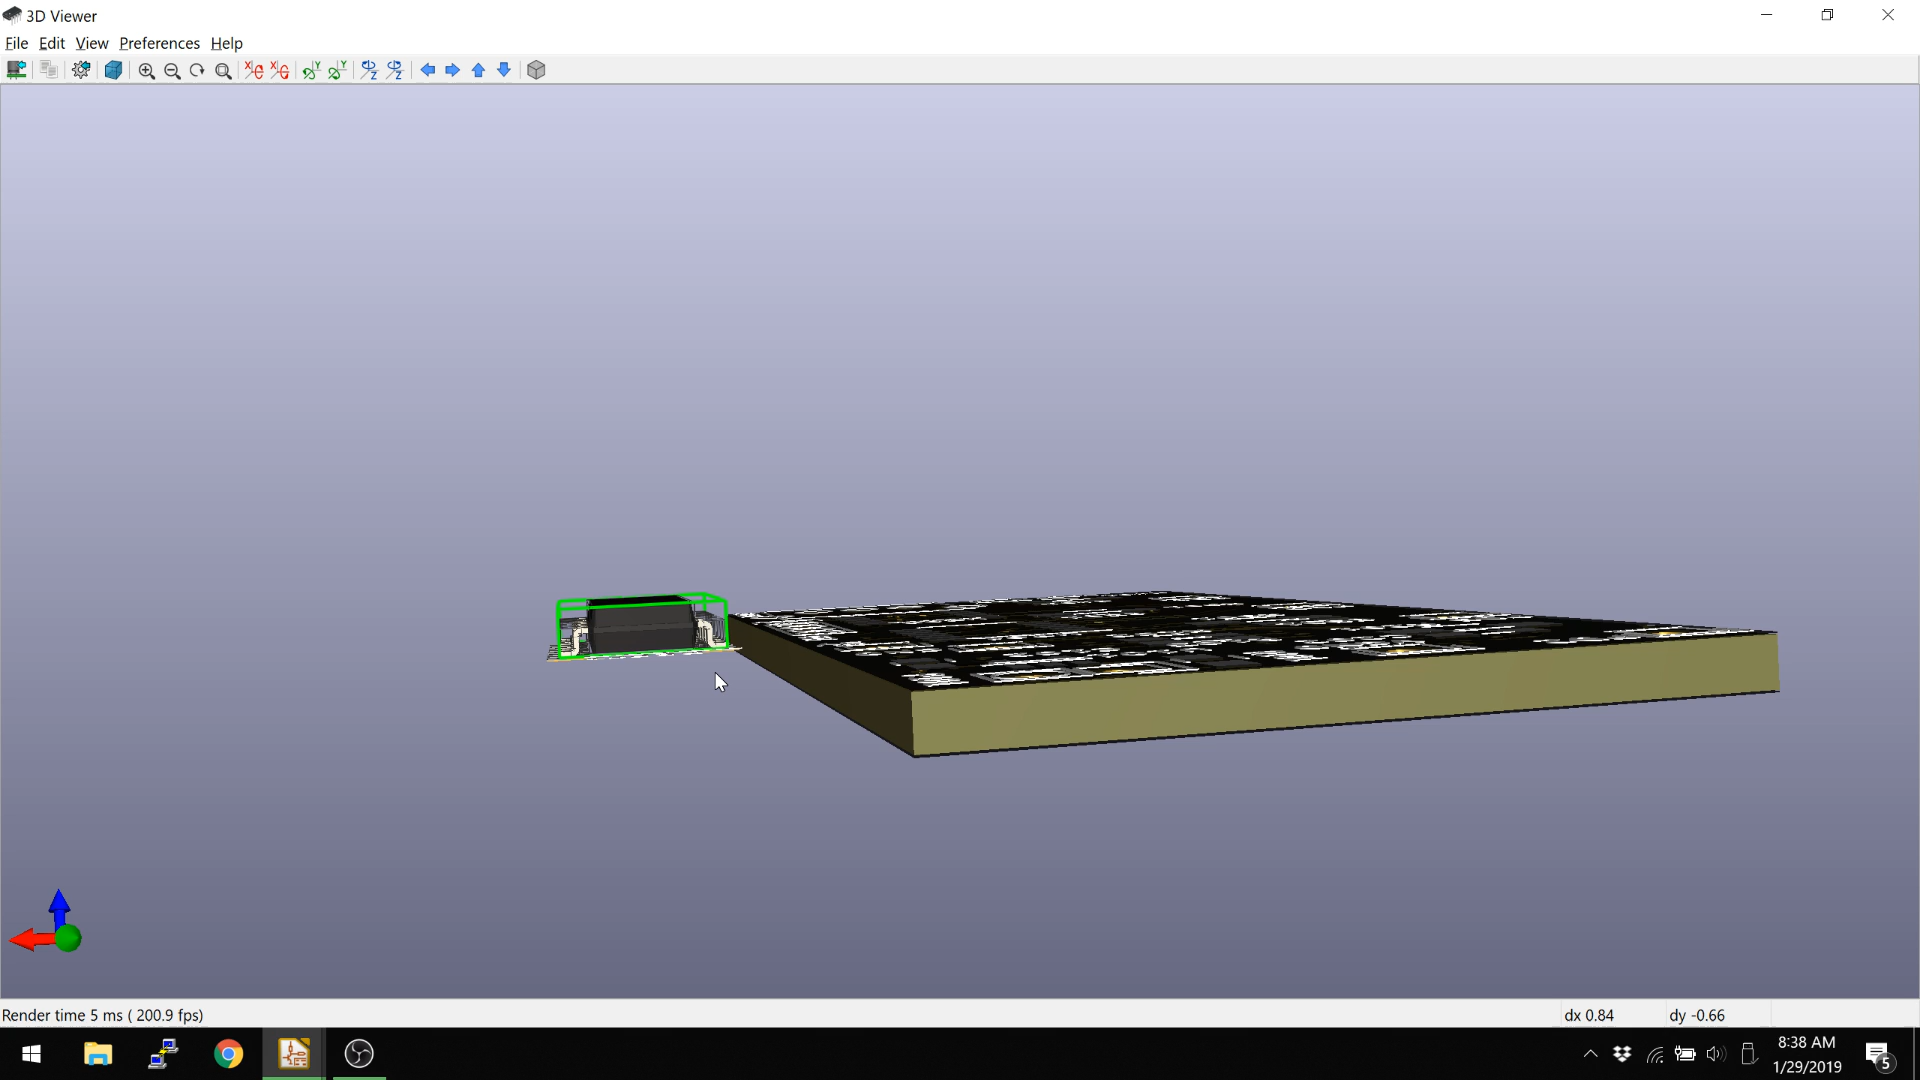 3D Viewer
File Edit View Preferences Help
Render time 5 ms ( 200.9 fps)
dx 0.84
dy -0.66
8:38 AM
1/29/2019
5